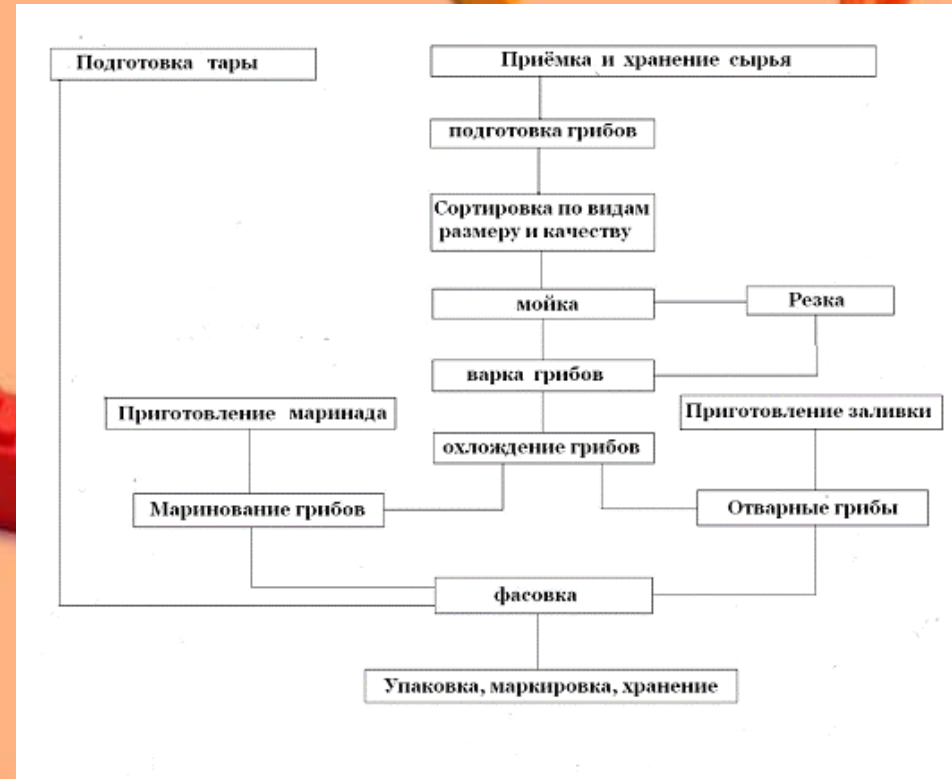 Подготовка тары
Приёмка и хранение сырья
подготовка грибов
Сортировка по видам
размеру и качеству
мойка
Резка
варка грибов
Приготовление маринада
Приготовление заливки
охлождение грибов
Маринование грибов
Отварные грибы
фасовка
Упаковка, маркировка, хранение